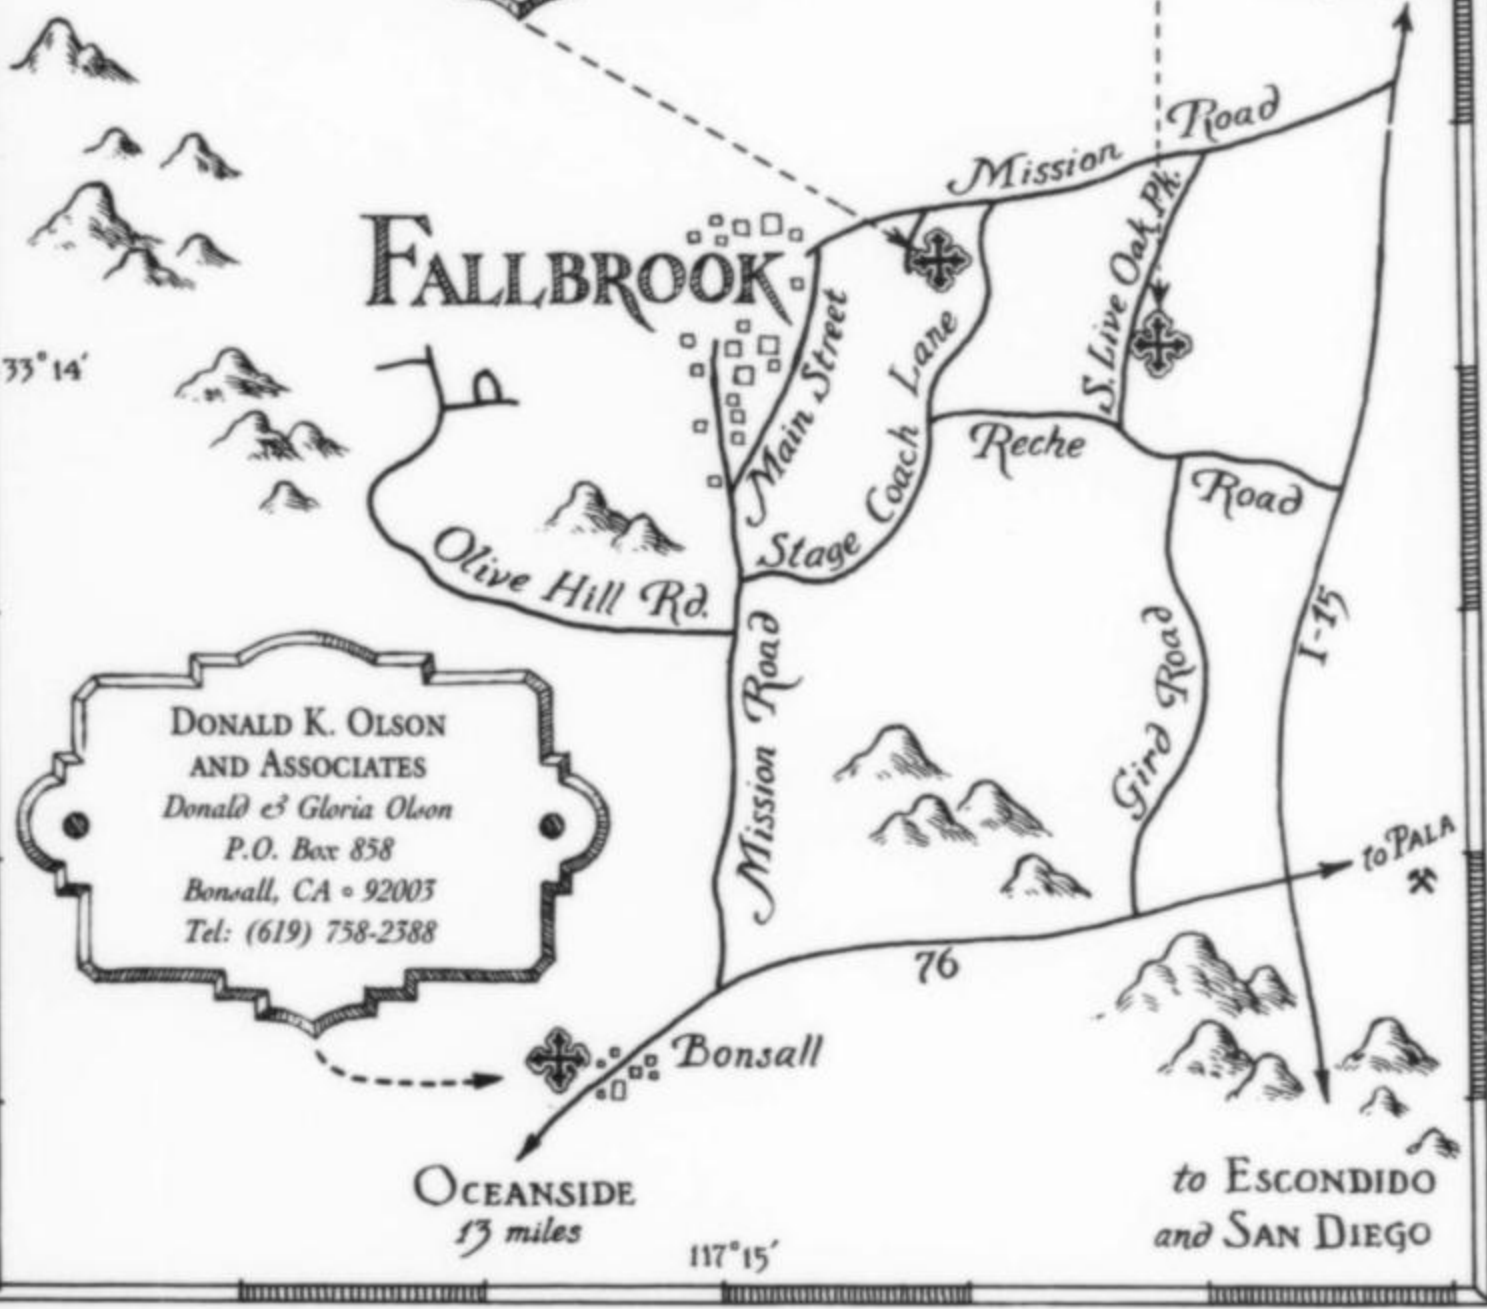 Mission Road
FALLBROOK
Main Street
Stage Coach Lane
S. Live Oak Pk.
33°14'
Reche Road
Olive Hill Rd.
I-15
Mission Road
Gird Road
DONALD K. OLSON
AND ASSOCIATES
Donald & Gloria Olson
P.O. Box 858
Bonsall, CA 92003
Tel: (619) 758-2388
to PALA
76
Bonsall
OCEANSIDE
13 miles
to ESCONDIDO
and SAN DIEGO
117°15'